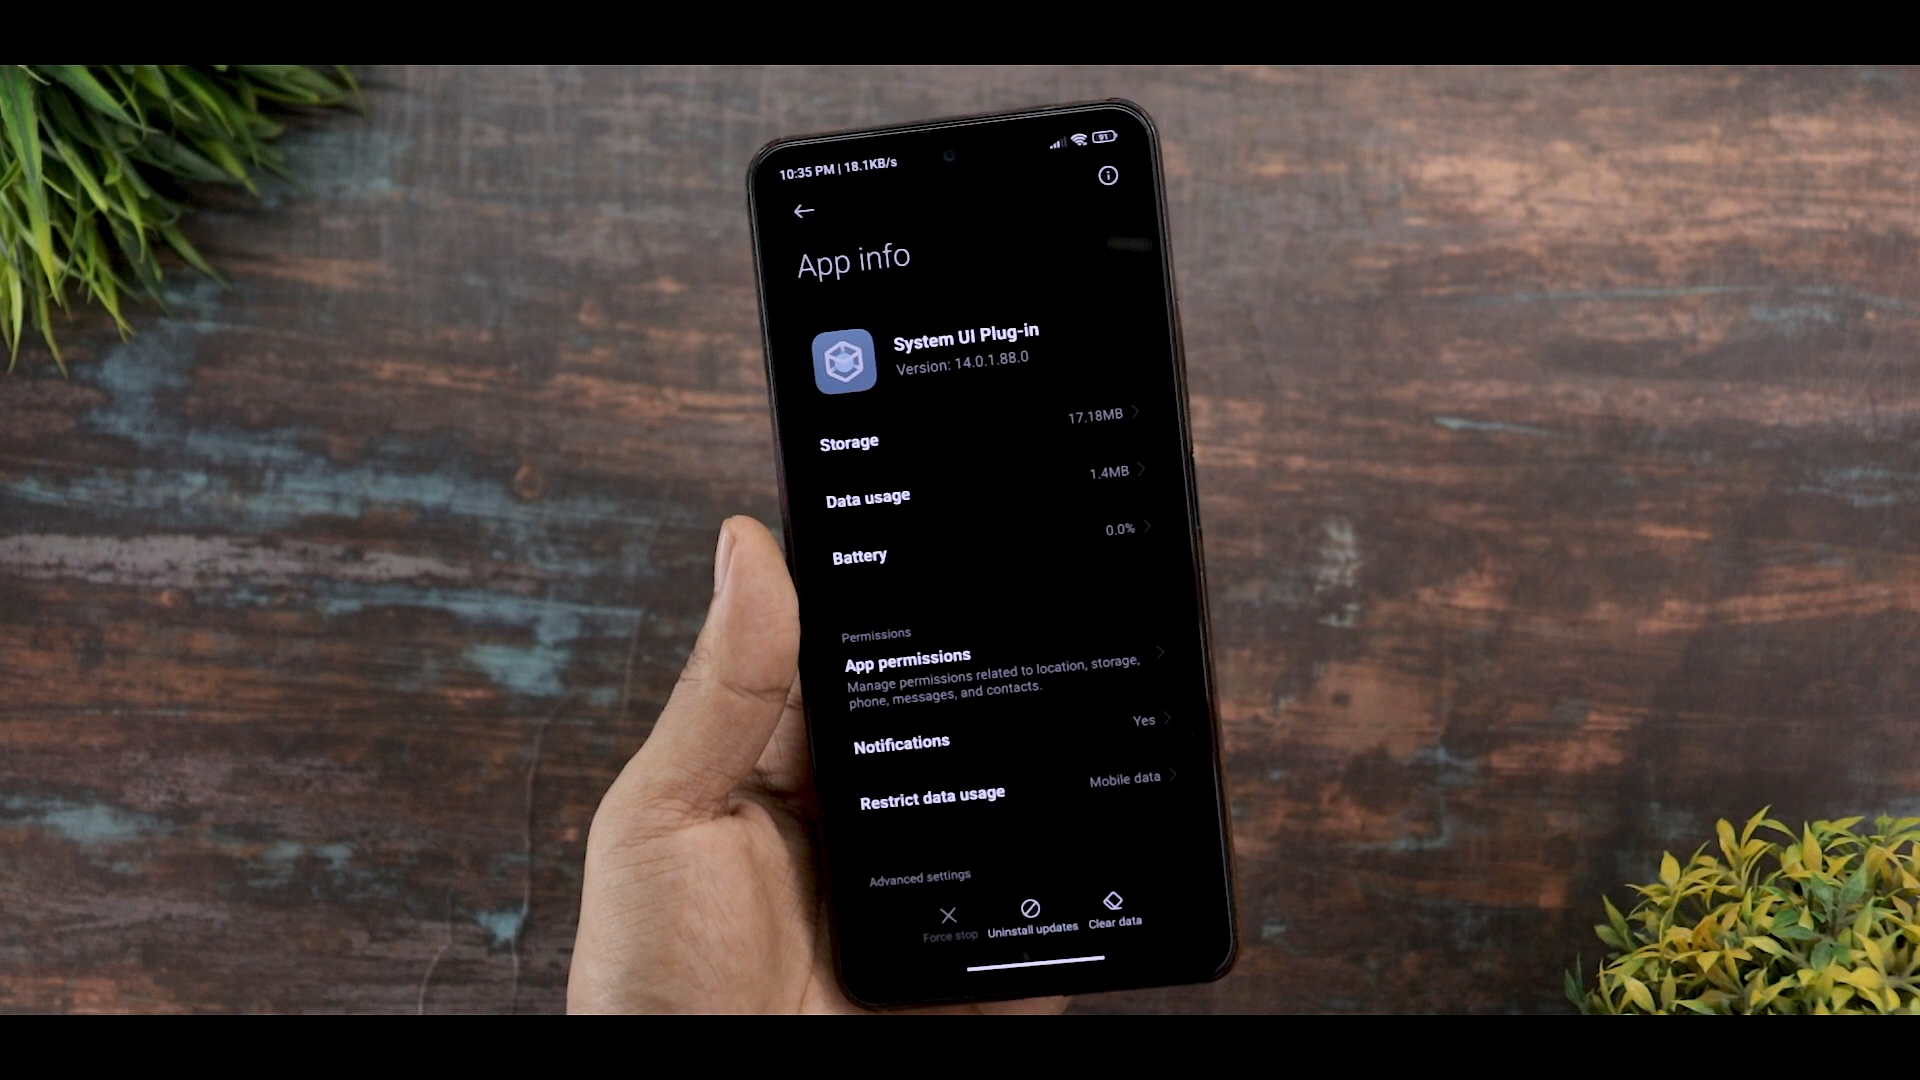 10:35 PM | 18.1KB/s
91
App info
System UI Plug-in
Version: 14.0.1.88.0
Storage
17.18MB
Data usage
1.4MB
Battery
0.0%
Permissions
App permissions
Manage permissions related to location, storage,
phone, messages, and contacts.
Notifications
Yes
Restrict data usage
Mobile data
Advanced settings
Force stop
Uninstall updates
Clear data